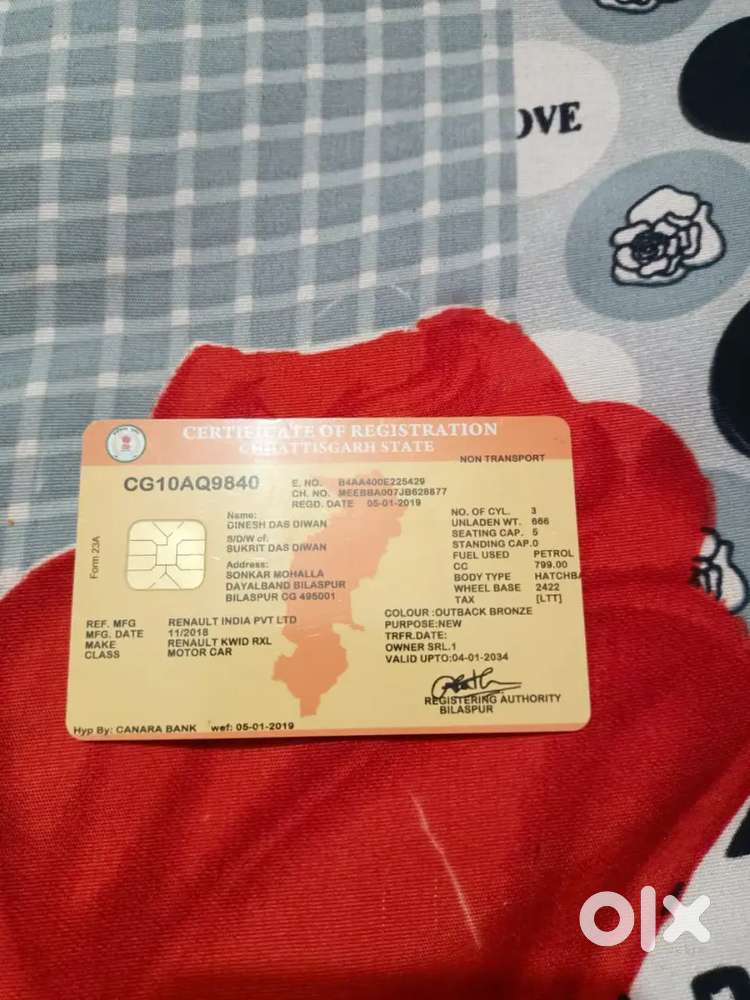 OVE
CERTIFICATE OF REGISTRATION
CHHATTISGARH STATE
NON TRANSPORT
CG10AQ9840
E. NO. B4AA400E225429
CH. NO. MEEBBA007JB628877
REGD. DATE 05-01-2019
Name:
DINESH DAS DIWAN
S/D/W of:
SUKRIT DAS DIWAN
Address:
SONKAR MOHALLA
DAYALBAND BILASPUR
BILASPUR CG 495001
Form 23A
NO. OF CYL. 3
UNLADEN WT. 666
SEATING CAP. 5
STANDING CAP.0
FUEL USED PETROL
CC 799.00
BODY TYPE HATCHBA
WHEEL BASE 2422
TAX [LTT]
REF. MFG RENAULT INDIA PVT LTD
MFG. DATE 11/2018
MAKE RENAULT KWID RXL
CLASS MOTOR CAR
COLOUR :OUTBACK BRONZE
PURPOSE:NEW
TRFR.DATE:
OWNER SRL.1
VALID UPTO:04-01-2034
REGISTERING AUTHORITY
BILASPUR
Hyp By: CANARA BANK wef: 05-01-2019
olx